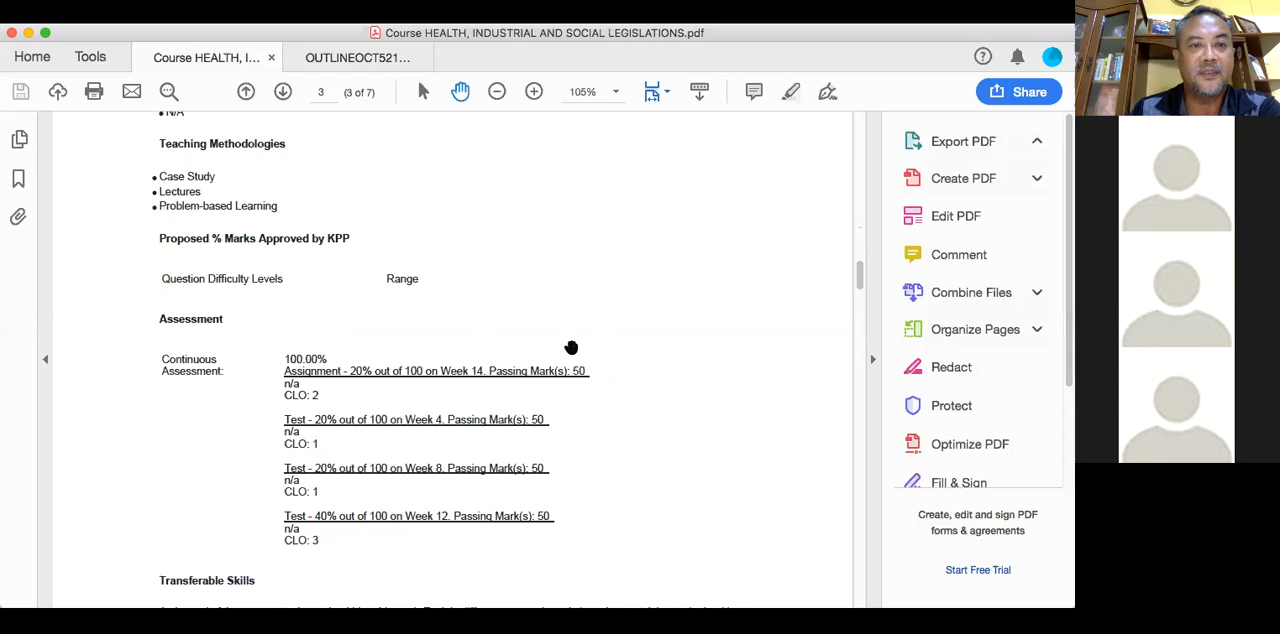 Course HEALTH, INDUSTRIAL AND SOCIAL LEGISLATIONS.pdf
Home
Tools
Course HEALTH, I... ×
OUTLINEOCT521...
3 (3 of 7)
105%
Share
N/A
Teaching Methodologies
• Case Study
• Lectures
• Problem-based Learning
Proposed % Marks Approved by KPP
Question Difficulty Levels Range
Assessment
Continuous Assessment:
100.00%
Assignment - 20% out of 100 on Week 14. Passing Mark(s): 50
n/a
CLO: 2
Test - 20% out of 100 on Week 4. Passing Mark(s): 50
n/a
CLO: 1
Test - 20% out of 100 on Week 8. Passing Mark(s): 50
n/a
CLO: 1
Test - 40% out of 100 on Week 12. Passing Mark(s): 50
n/a
CLO: 3
Transferable Skills
Export PDF
Create PDF
Edit PDF
Comment
Combine Files
Organize Pages
Redact
Protect
Optimize PDF
Fill & Sign
Create, edit and sign PDF
forms & agreements
Start Free Trial